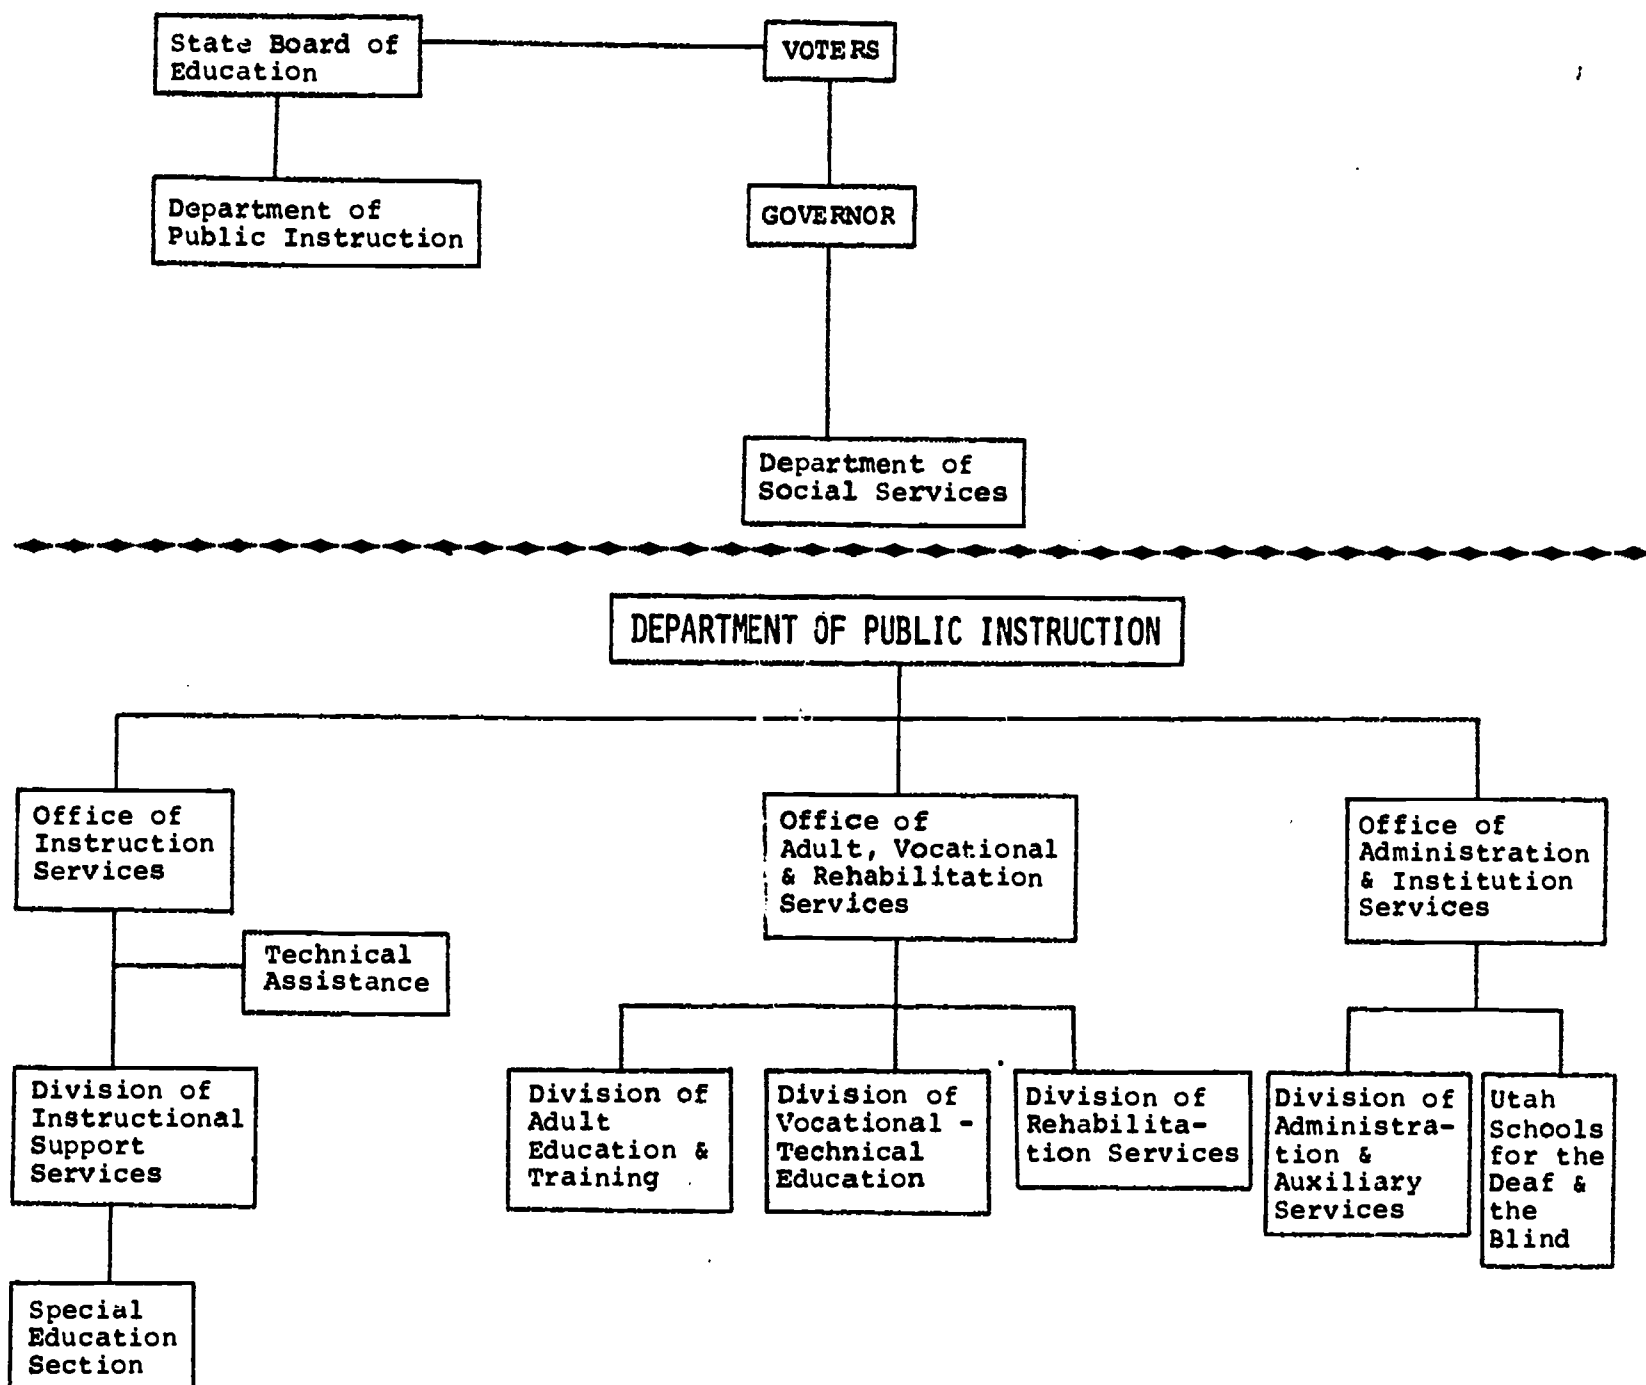 State Board of
Education
VOTERS
Department of
Public Instruction
GOVERNOR
Department of
Social Services
DEPARTMENT OF PUBLIC INSTRUCTION
Office of
Instruction
Services
Office of
Adult, Vocational
& Rehabilitation
Services
Office of
Administration
& Institution
Services
Technical
Assistance
Division of
Instructional
Support
Services
Division of
Adult
Education &
Training
Division of
Vocational -
Technical
Education
Division of
Rehabilita-
tion Services
Division of
Administra-
tion &
Auxiliary
Services
Utah
Schools
for the
Deaf &
the
Blind
Special
Education
Section